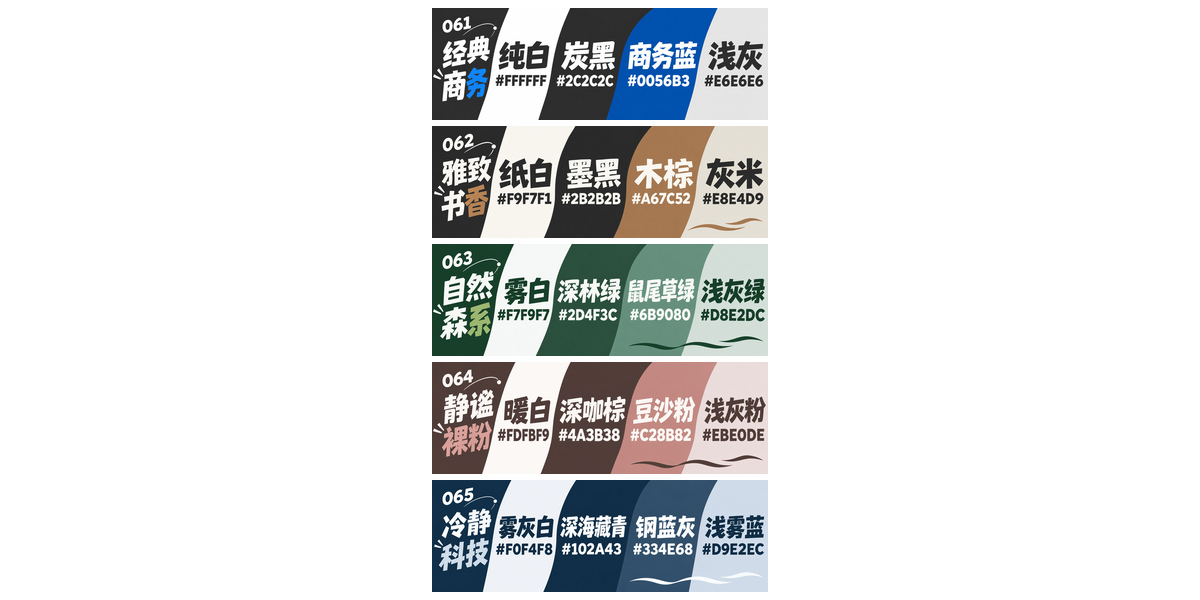 061
经典
商务
纯白
#FFFFFF
炭黑
#2C2C2C
商务蓝
#0056B3
浅灰
#E6E6E6
062
雅致
书香
纸白
#F9F7F1
墨黑
#2B2B2B
木棕
#A67C52
灰米
#E8E4D9
063
自然
森系
雾白
#F7F9F7
深林绿
#2D4F3C
鼠尾草绿
#6B9080
浅灰绿
#D8E2DC
064
静谧
裸粉
暖白
#FDFBF9
深咖棕
#4A3B38
豆沙粉
#C28B82
浅灰粉
#EBE0DE
065
冷静
科技
雾灰白
#F0F4F8
深海藏青
#102A43
钢蓝灰
#334E68
浅雾蓝
#D9E2EC